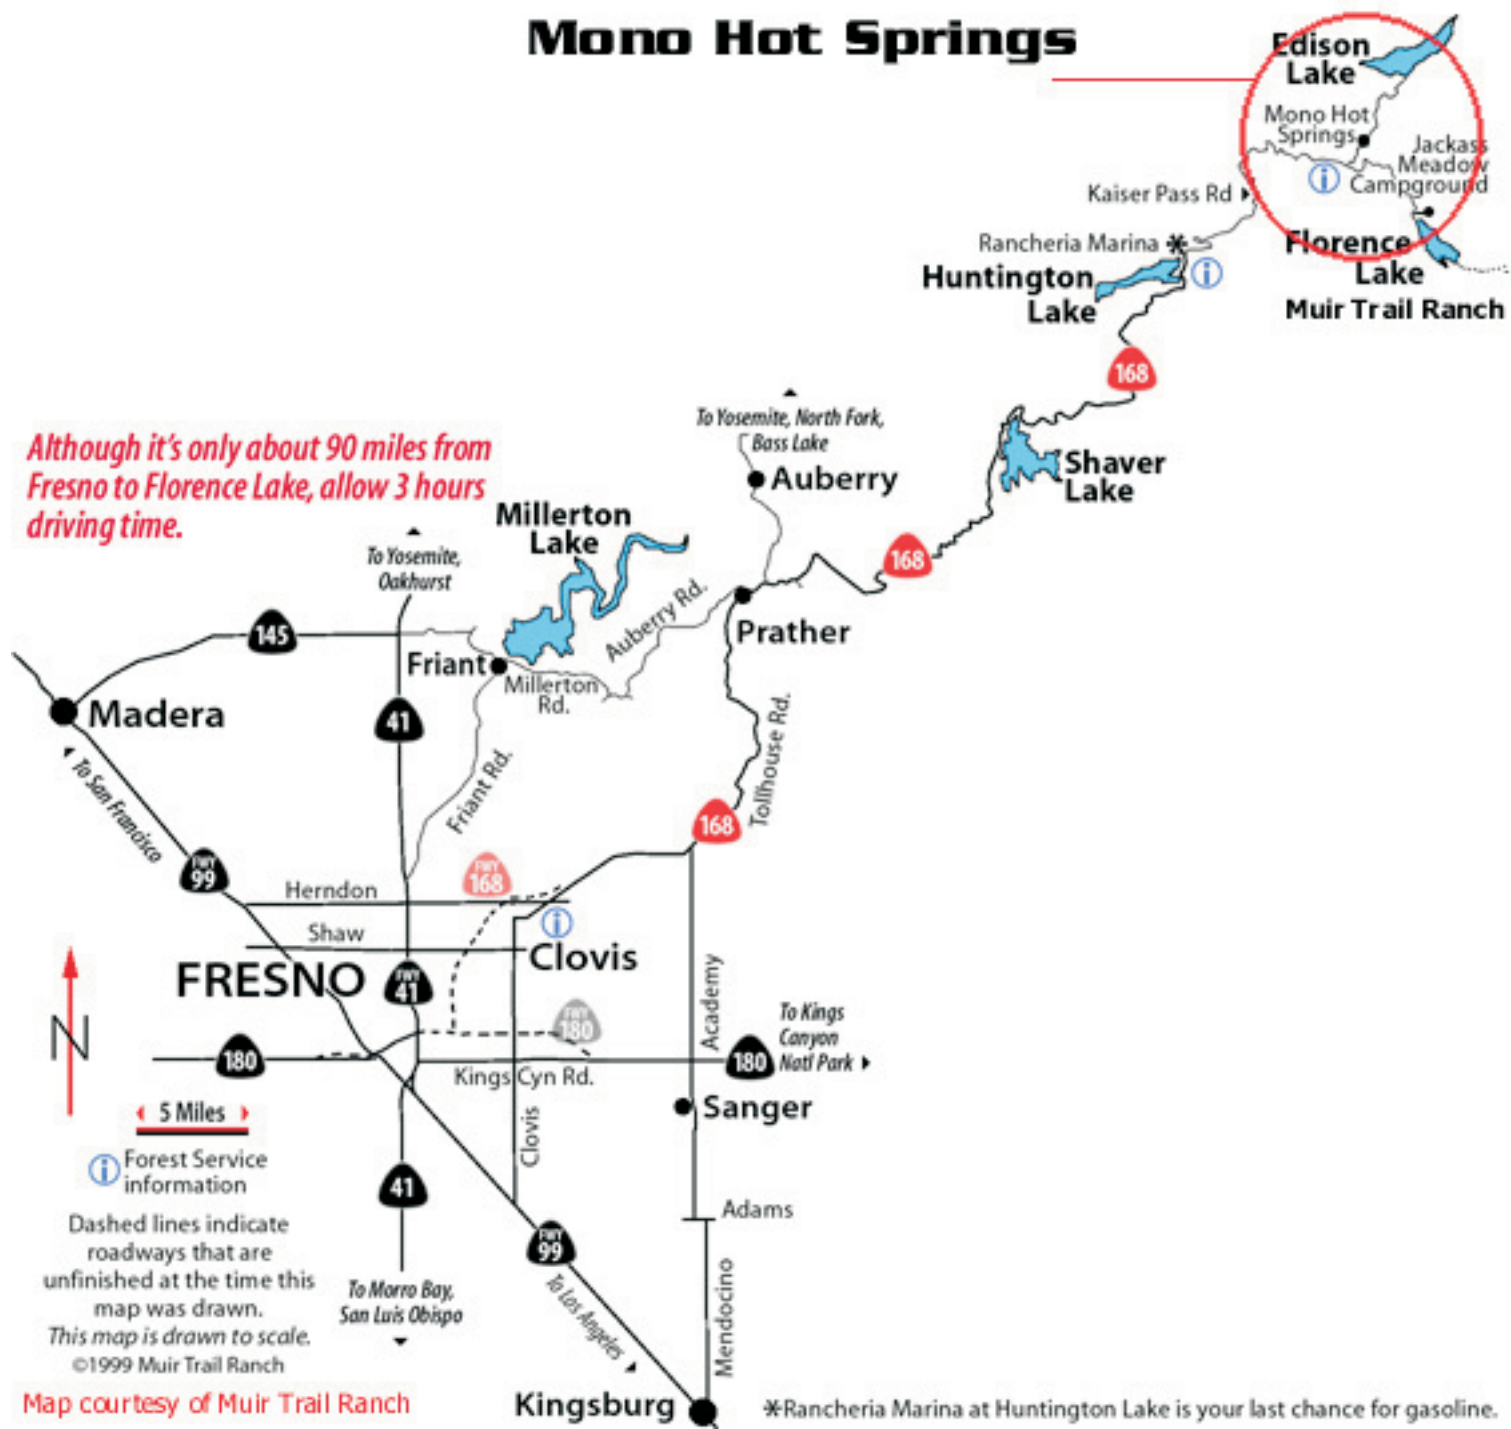 Mono Hot Springs
Edison
Lake
Mono Hot
Springs
Jackass
Meadow
Campground
Kaiser Pass Rd
Rancheria Marina *
Florence
Lake
Muir Trail Ranch
Huntington
Lake
168
To Yosemite, North Fork,
Bass Lake
Auberry
Shaver
Lake
Although it's only about 90 miles from
Fresno to Florence Lake, allow 3 hours
driving time.
Millerton
Lake
To Yosemite,
Oakhurst
168
Auberry Rd.
Prather
145
Friant
Millerton
Rd.
Madera
41
Tollhouse Rd.
To San Francisco
Friant Rd.
168
FWY
99
FWY
168
Herndon
Shaw
Clovis
FRESNO
FWY
41
Academy
FWY
180
To Kings
Canyon
Natl Park
N
180
180
Kings Cyn Rd.
5 Miles
Sanger
Clovis
i Forest Service
information
41
Adams
Dashed lines indicate
roadways that are
unfinished at the time this
map was drawn.
This map is drawn to scale.
©1999 Muir Trail Ranch
FWY
99
To Morro Bay,
San Luis Obispo
To Los Angeles
Mendocino
Map courtesy of Muir Trail Ranch
Kingsburg
*Rancheria Marina at Huntington Lake is your last chance for gasoline.